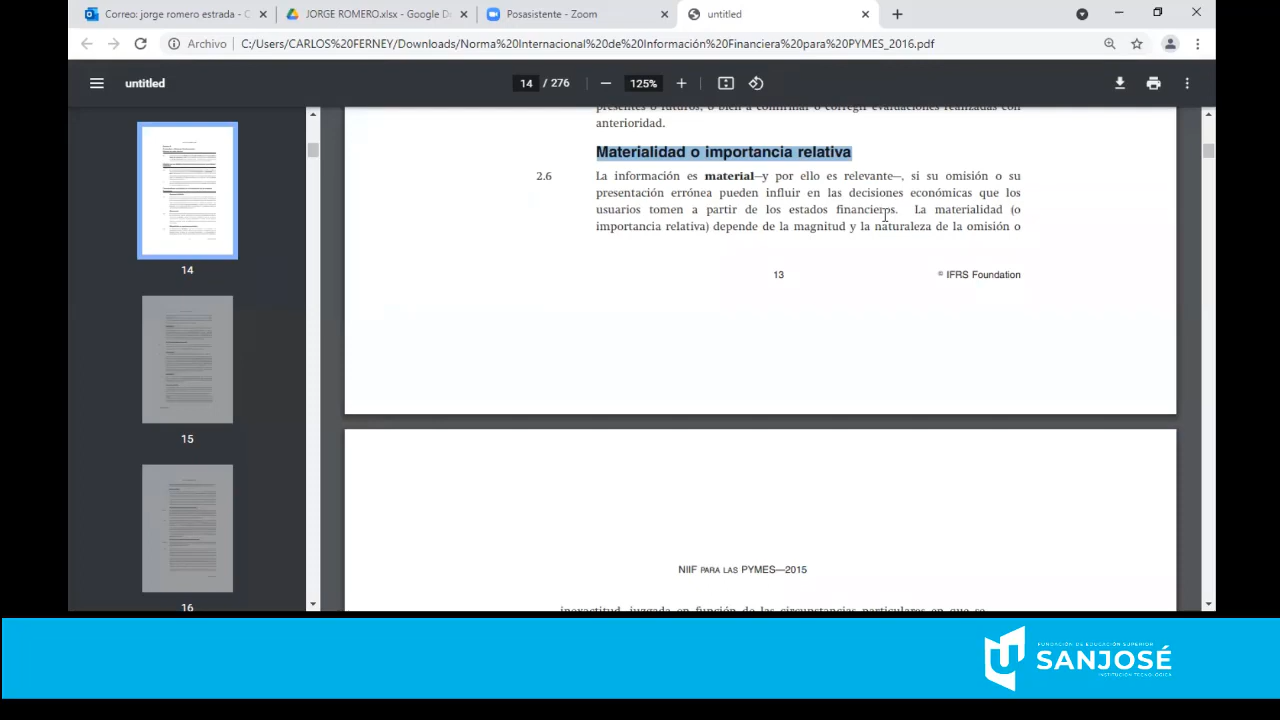 Correo: jorge romero estrada - C
JORGE ROMERO.xlsx - Google D
Posasistente - Zoom
untitled
Archivo
C:/Users/CARLOS%20FERNEY/Downloads/Norma%20Internacional%20de%20Información%20Financiera%20para%20PYMES_2016.pdf
untitled
14 / 276
125%
14
15
16
presentes o futuros, o bien a confirmar o corregir evaluaciones realizadas con
anterioridad.
Materialidad o importancia relativa
2.6 La información es material—y por ello es relevante—, si su omisión o su
presentación errónea pueden influir en las decisiones económicas que los
usuarios tomen a partir de los estados financieros. La materialidad (o
importancia relativa) depende de la magnitud y la naturaleza de la omisión o
13
© IFRS Foundation
NIIF PARA LAS PYMES—2015
inexactitud, juzgada en función de las circunstancias particulares en que se
FUNDACIÓN DE EDUCACIÓN SUPERIOR
SANJOSÉ
INSTITUCIÓN TECNOLÓGICA